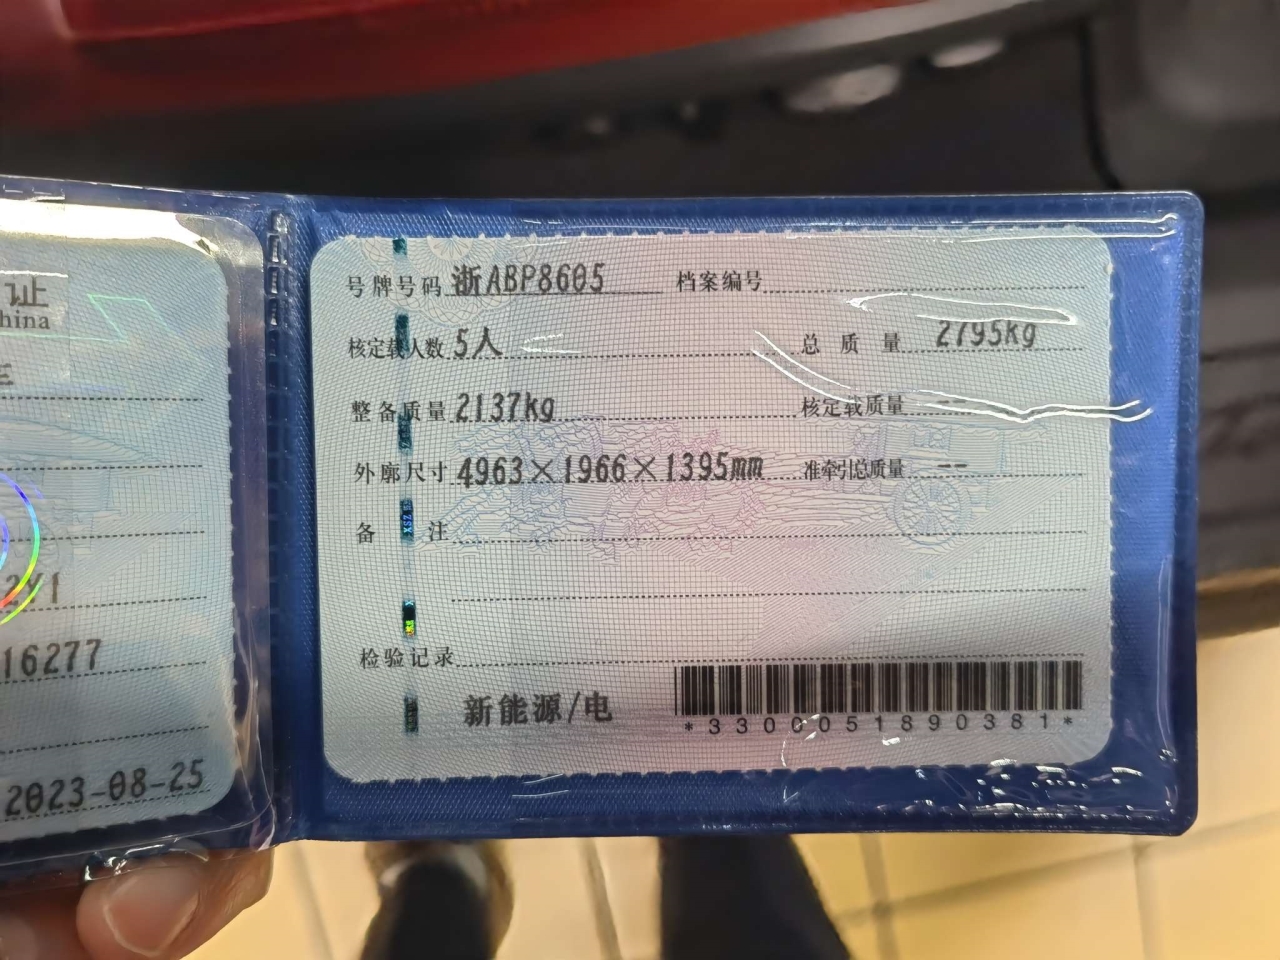 证
hina
2Y1
16277
2023-08-25
号牌号码 浙ABP8605 档案编号
核定载人数 5人 总质量 2795kg
整备质量 2137kg 核定载质量 --
外廓尺寸 4963×1966×1395mm 准牵引总质量 --
备注
检验记录
新能源/电
*3300051890381*